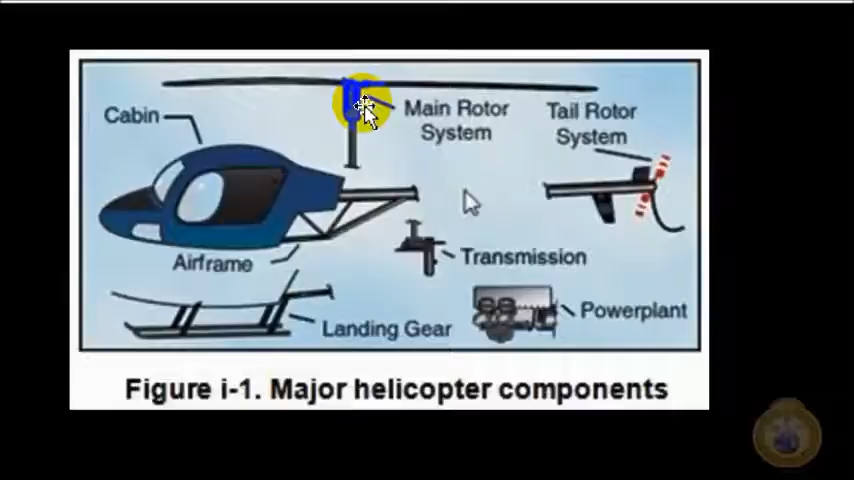 Cabin
Main Rotor
System
Tail Rotor
System
Airframe
Transmission
Landing Gear
Powerplant
Figure i-1. Major helicopter components